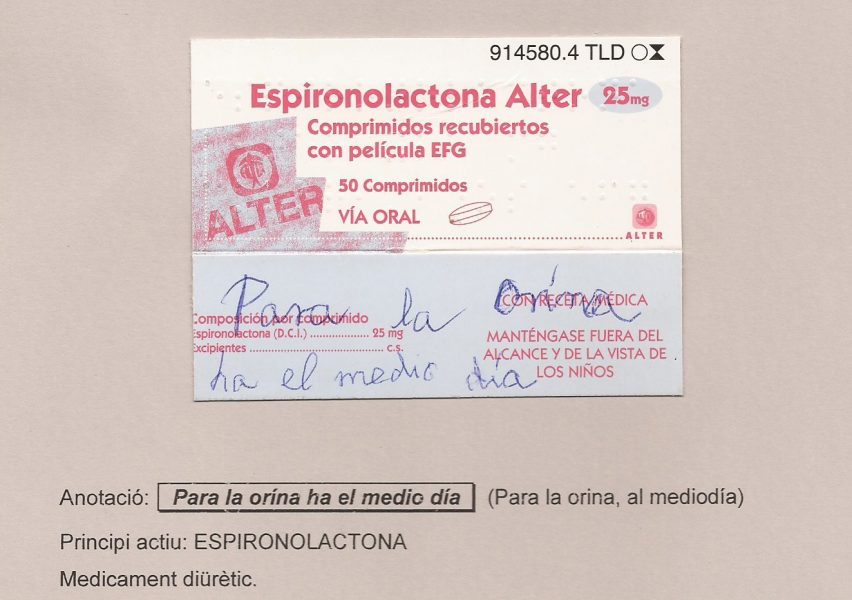 914580.4 TLD
Espironolactona Alter 25mg
Comprimidos recubiertos
con película EFG
50 Comprimidos
VÍA ORAL
ALTER
ALTER
Para la orína
CON RECETA MÉDICA
Composición por comprimido
Espironolactona (D.C.I.) .................. 25 mg
Excipientes ......................................... c.s.
MANTÉNGASE FUERA DEL
ALCANCE Y DE LA VISTA DE
LOS NIÑOS
ha el medio día
Anotació: Para la orína ha el medio día (Para la orina, al mediodía)
Principi actiu: ESPIRONOLACTONA
Medicament diürètic.